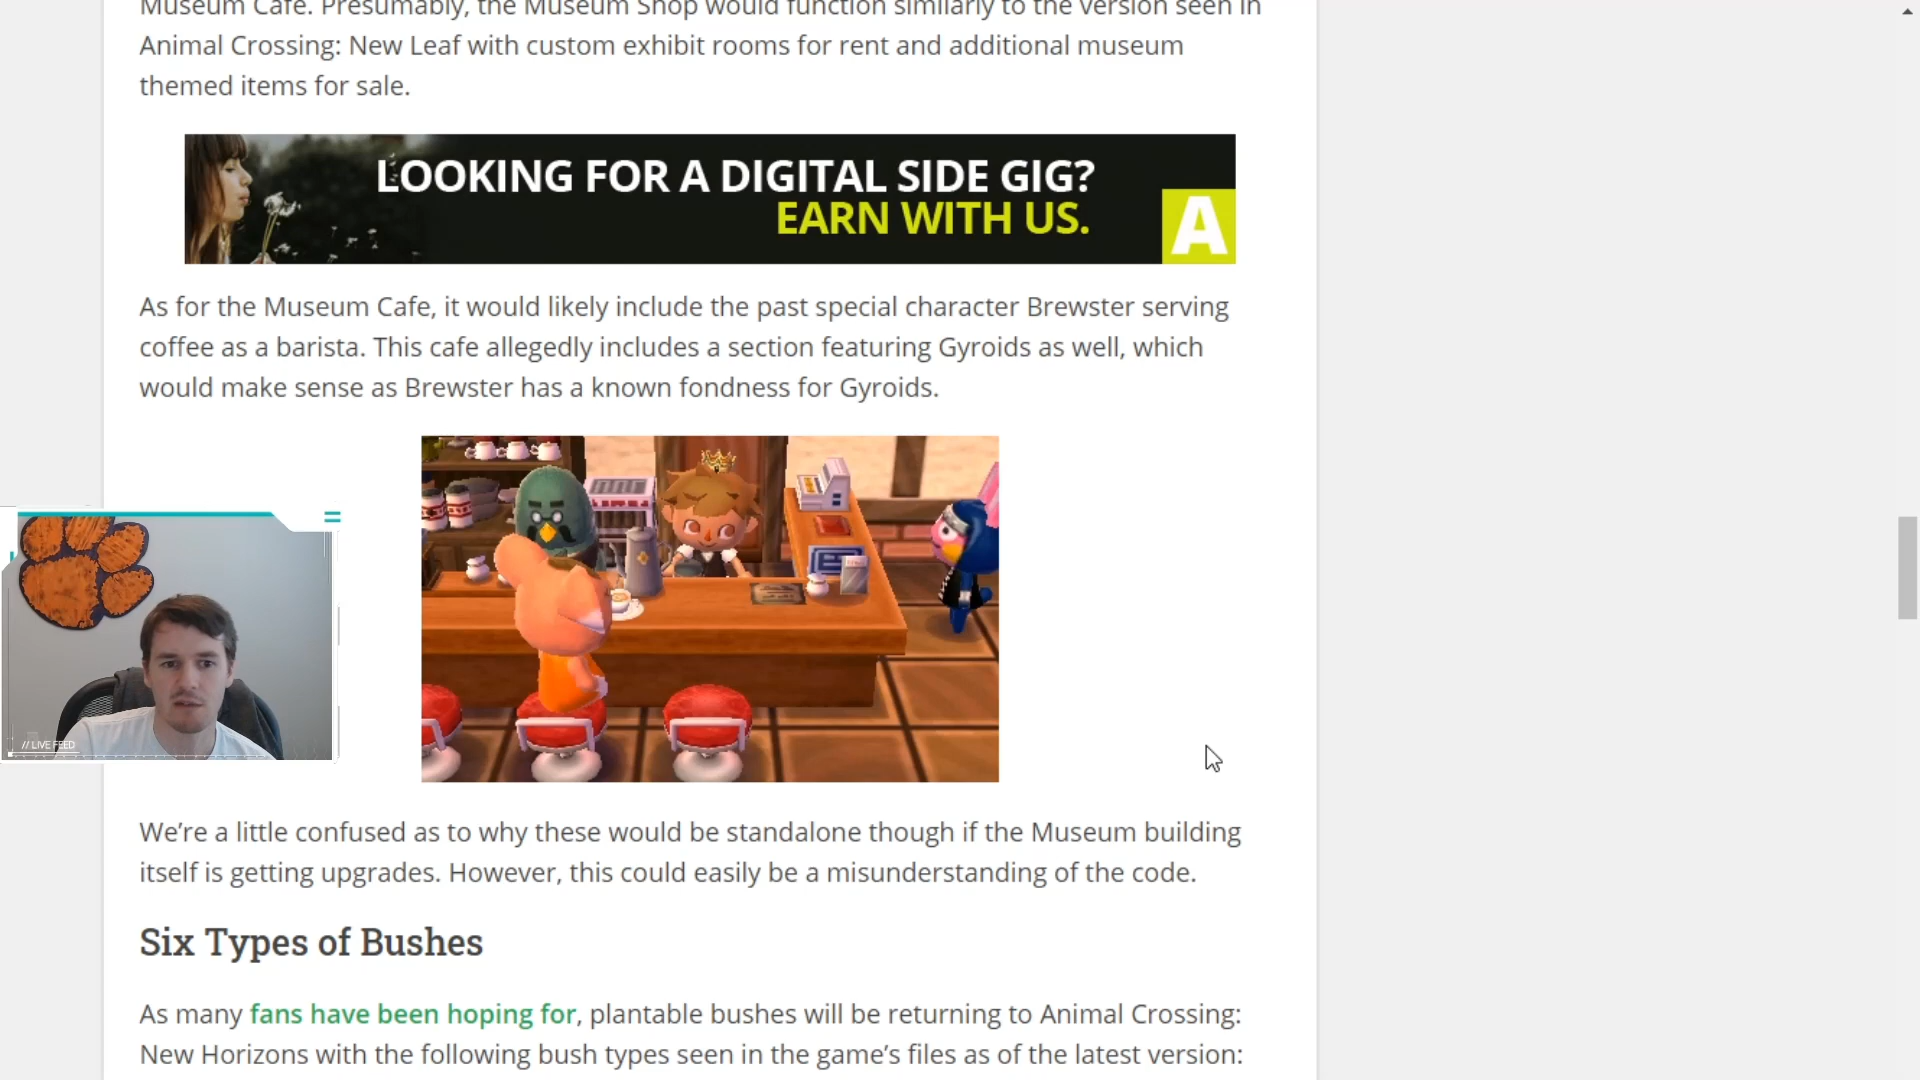 Museum Cafe. Presumably, the Museum Shop would function similarly to the version seen in
Animal Crossing: New Leaf with custom exhibit rooms for rent and additional museum
themed items for sale.
LOOKING FOR A DIGITAL SIDE GIG?
EARN WITH US.
A
As for the Museum Cafe, it would likely include the past special character Brewster serving
coffee as a barista. This cafe allegedly includes a section featuring Gyroids as well, which
would make sense as Brewster has a known fondness for Gyroids.
// LIVE FEED
We’re a little confused as to why these would be standalone though if the Museum building
itself is getting upgrades. However, this could easily be a misunderstanding of the code.
Six Types of Bushes
As many fans have been hoping for, plantable bushes will be returning to Animal Crossing:
New Horizons with the following bush types seen in the game’s files as of the latest version: